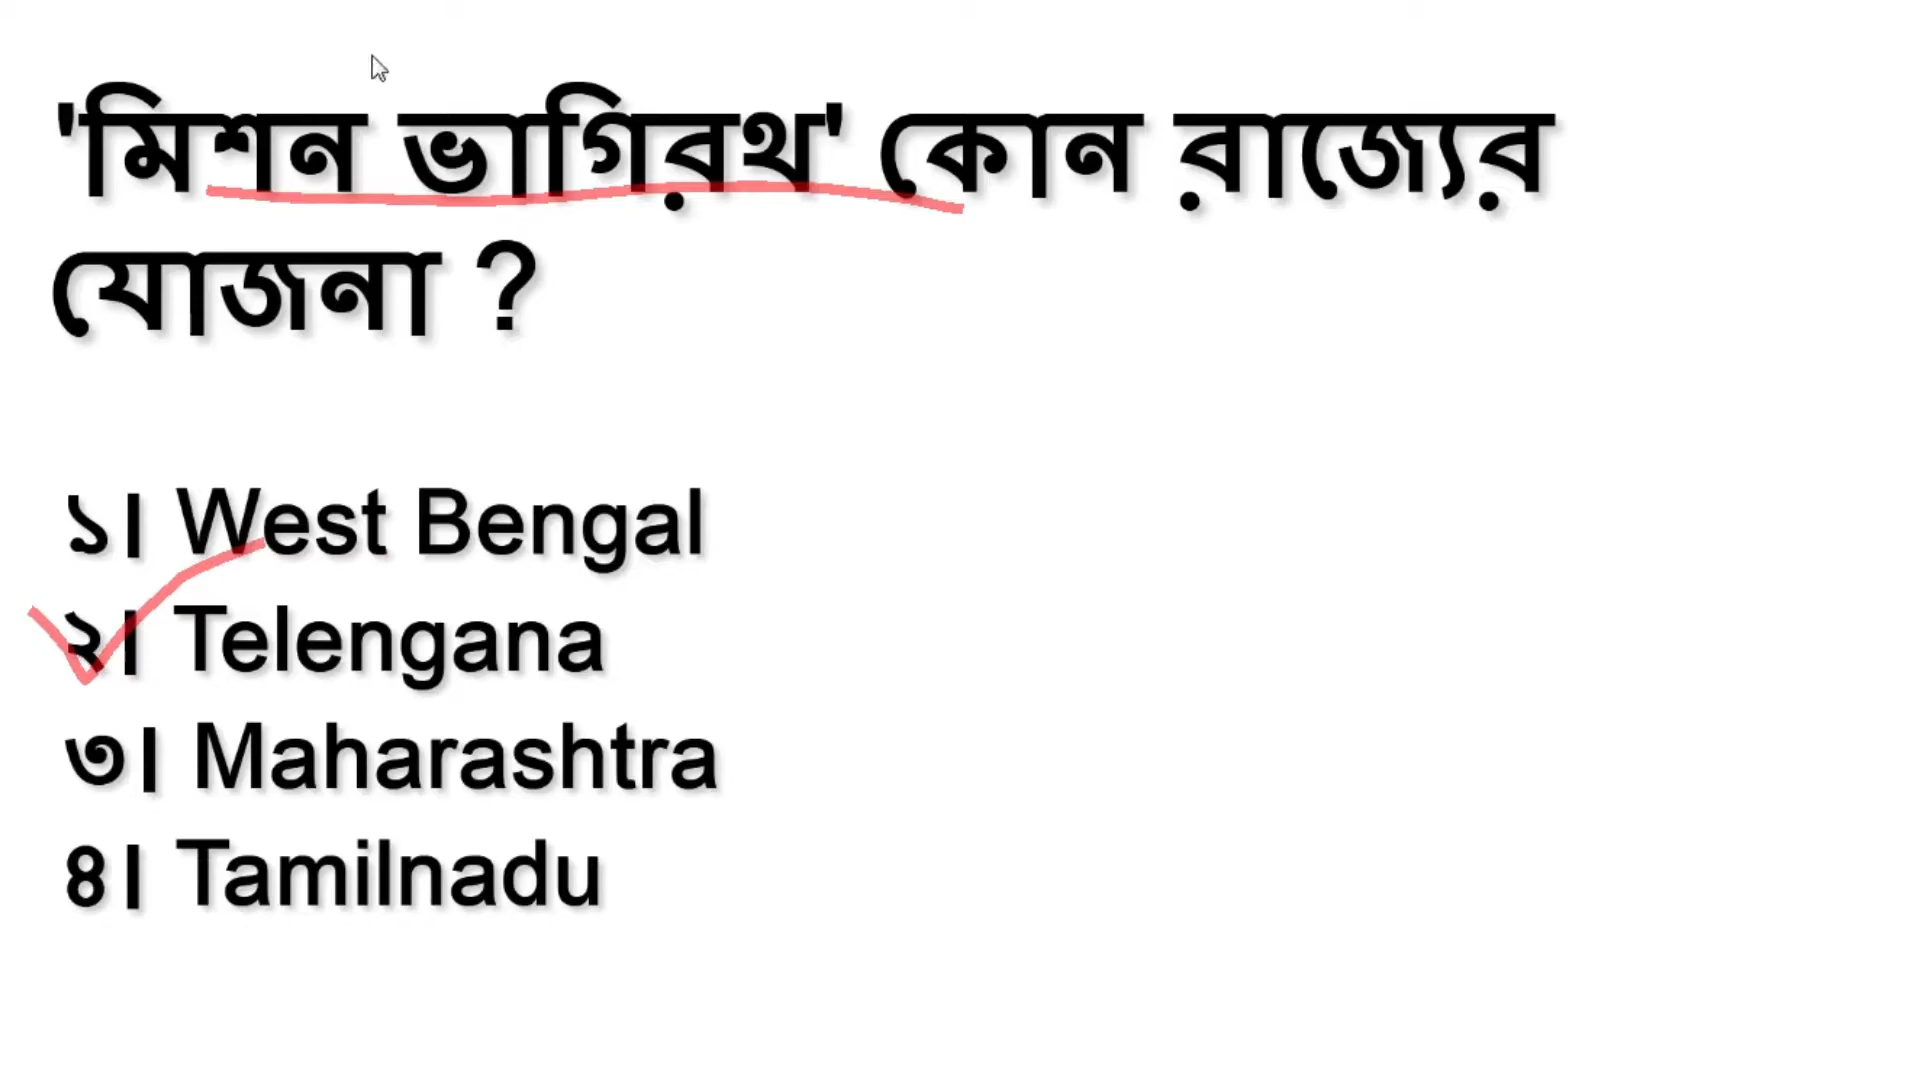 'মিশন ভাগিরথ' কোন রাজ্যের
যোজনা ?
১। West Bengal
২। Telengana
৩। Maharashtra
৪। Tamilnadu